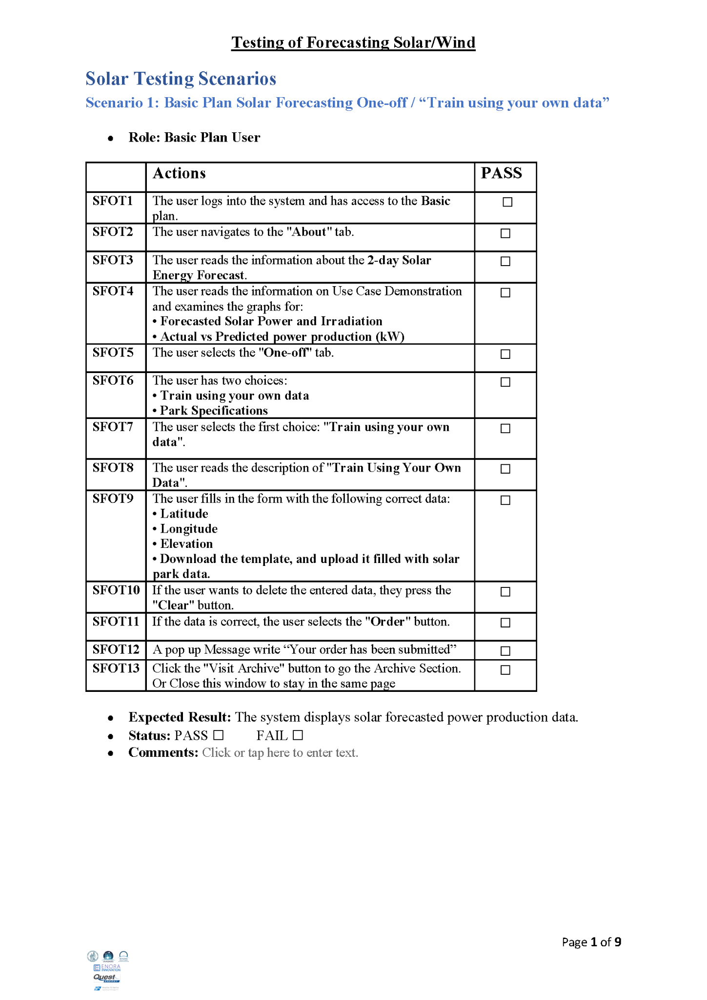 Testing of Forecasting Solar/Wind
Solar Testing Scenarios
Scenario 1: Basic Plan Solar Forecasting One-off / “Train using your own data”
• Role: Basic Plan User
Actions PASS
SFOT1 The user logs into the system and has access to the Basic ☐
plan.
SFOT2 The user navigates to the "About" tab. ☐
SFOT3 The user reads the information about the 2-day Solar ☐
Energy Forecast.
SFOT4 The user reads the information on Use Case Demonstration ☐
and examines the graphs for:
• Forecasted Solar Power and Irradiation
• Actual vs Predicted power production (kW)
SFOT5 The user selects the "One-off" tab. ☐
SFOT6 The user has two choices: ☐
• Train using your own data
• Park Specifications
SFOT7 The user selects the first choice: "Train using your own ☐
data".
SFOT8 The user reads the description of "Train Using Your Own ☐
Data".
SFOT9 The user fills in the form with the following correct data: ☐
• Latitude
• Longitude
• Elevation
• Download the template, and upload it filled with solar
park data.
SFOT10 If the user wants to delete the entered data, they press the ☐
"Clear" button.
SFOT11 If the data is correct, the user selects the "Order" button. ☐
SFOT12 A pop up Message write “Your order has been submitted” ☐
SFOT13 Click the "Visit Archive" button to go the Archive Section. ☐
Or Close this window to stay in the same page
• Expected Result: The system displays solar forecasted power production data.
• Status: PASS ☐ FAIL ☐
• Comments: Click or tap here to enter text.
Page 1 of 9
IAASARS
BEYOND
ENORA
INNOVATION
Quest
ENERGY